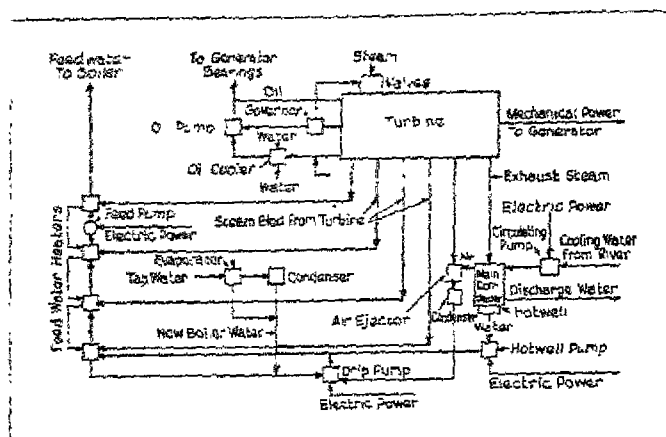 Feed water
To Boiler
To Generator
Bearings
Steam
Valves
Oil
Governor
Turbine
Mechanical Power
To Generator
Oil Pump
Water
Oil Cooler
Water
Exhaust Steam
Feed Pump
Electric Power
Steam Bled from Turbine
Electric Power
Circulating
Pump
Cooling Water
from River
Feed Water Heaters
Evaporator
Tap Water
Condenser
Air
Main
Condenser
Discharge Water
Air Ejector
Hotwell
New Boiler Water
Water
Hotwell Pump
Drip Pump
Electric Power
Electric Power